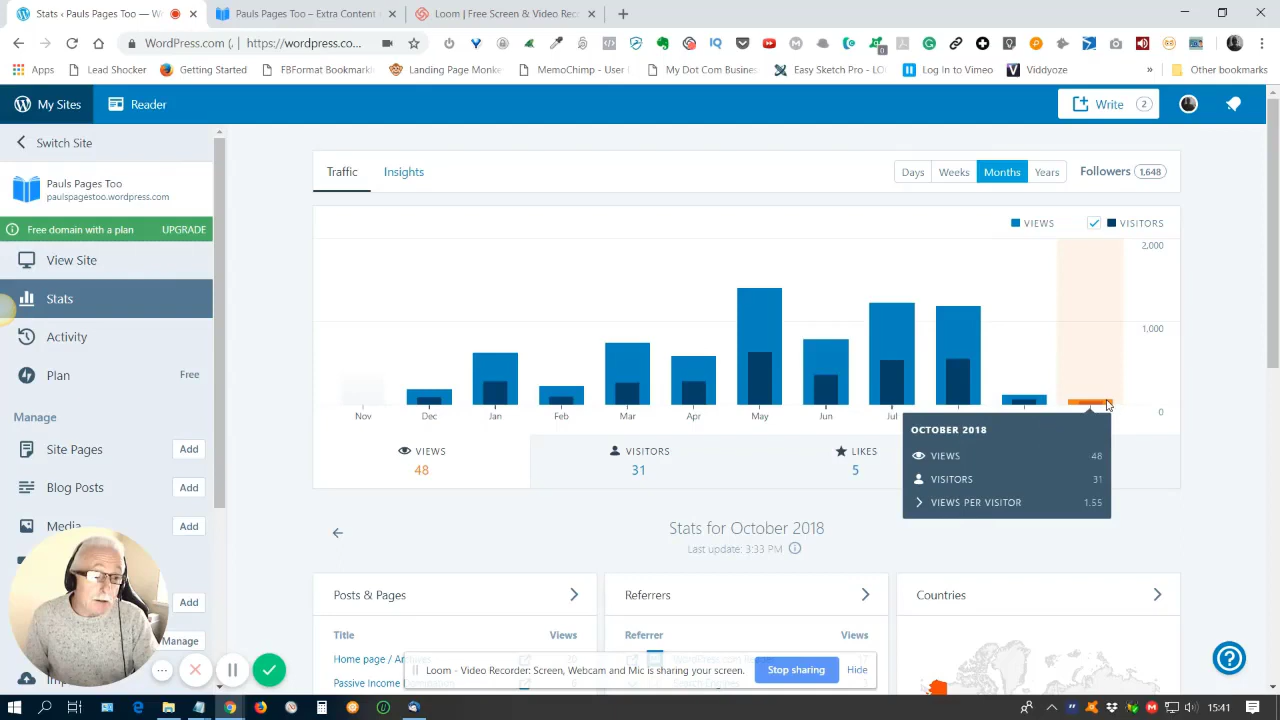 Stats ‹ Pauls Pages Too — W
Pauls Pages Too – Extra Content
Loom | Free Screen & Video Reco
WordPress.com (, | https://wordpress.co...
Apps
Lead Shocker
Getting Started
FBFormat Bookmark
Landing Page Monke
MemoChimp - User L
My Dot Com Busines
Easy Sketch Pro - LO
Log In to Vimeo
Viddyoze
»
Other bookmarks
My Sites
Reader
Write 2
Switch Site
Pauls Pages Too
paulspagestoo.wordpress.com
Free domain with a plan UPGRADE
View Site
Stats
Activity
Plan Free
Manage
Site Pages Add
Blog Posts Add
Media Add
Add
Manage
Traffic
Insights
Days
Weeks
Months
Years
Followers 1,648
VIEWS
VISITORS
2,000
1,000
0
Nov
Dec
Jan
Feb
Mar
Apr
May
Jun
Jul
OCTOBER 2018
VIEWS 48
VISITORS 31
VIEWS PER VISITOR 1.55
VIEWS
48
VISITORS
31
LIKES
5
Stats for October 2018
Last update: 3:33 PM
Posts & Pages
Title Views
Home page / Archives
Passive Income
Referrers
Referrer Views
Countries
Loom - Video Recorder: Screen, Webcam and Mic is sharing your screen.
Stop sharing
Hide
15:41